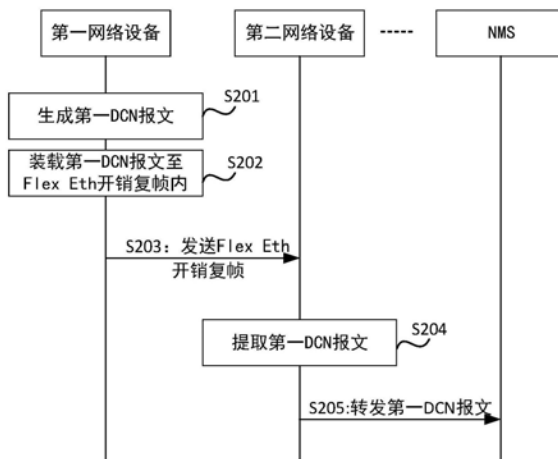 第一网络设备
第二网络设备
NMS
S201
生成第一DCN报文
装载第一DCN报文至
Flex Eth开销复帧内
S202
S203: 发送Flex Eth
开销复帧
S204
提取第一DCN报文
S205:转发第一DCN报文